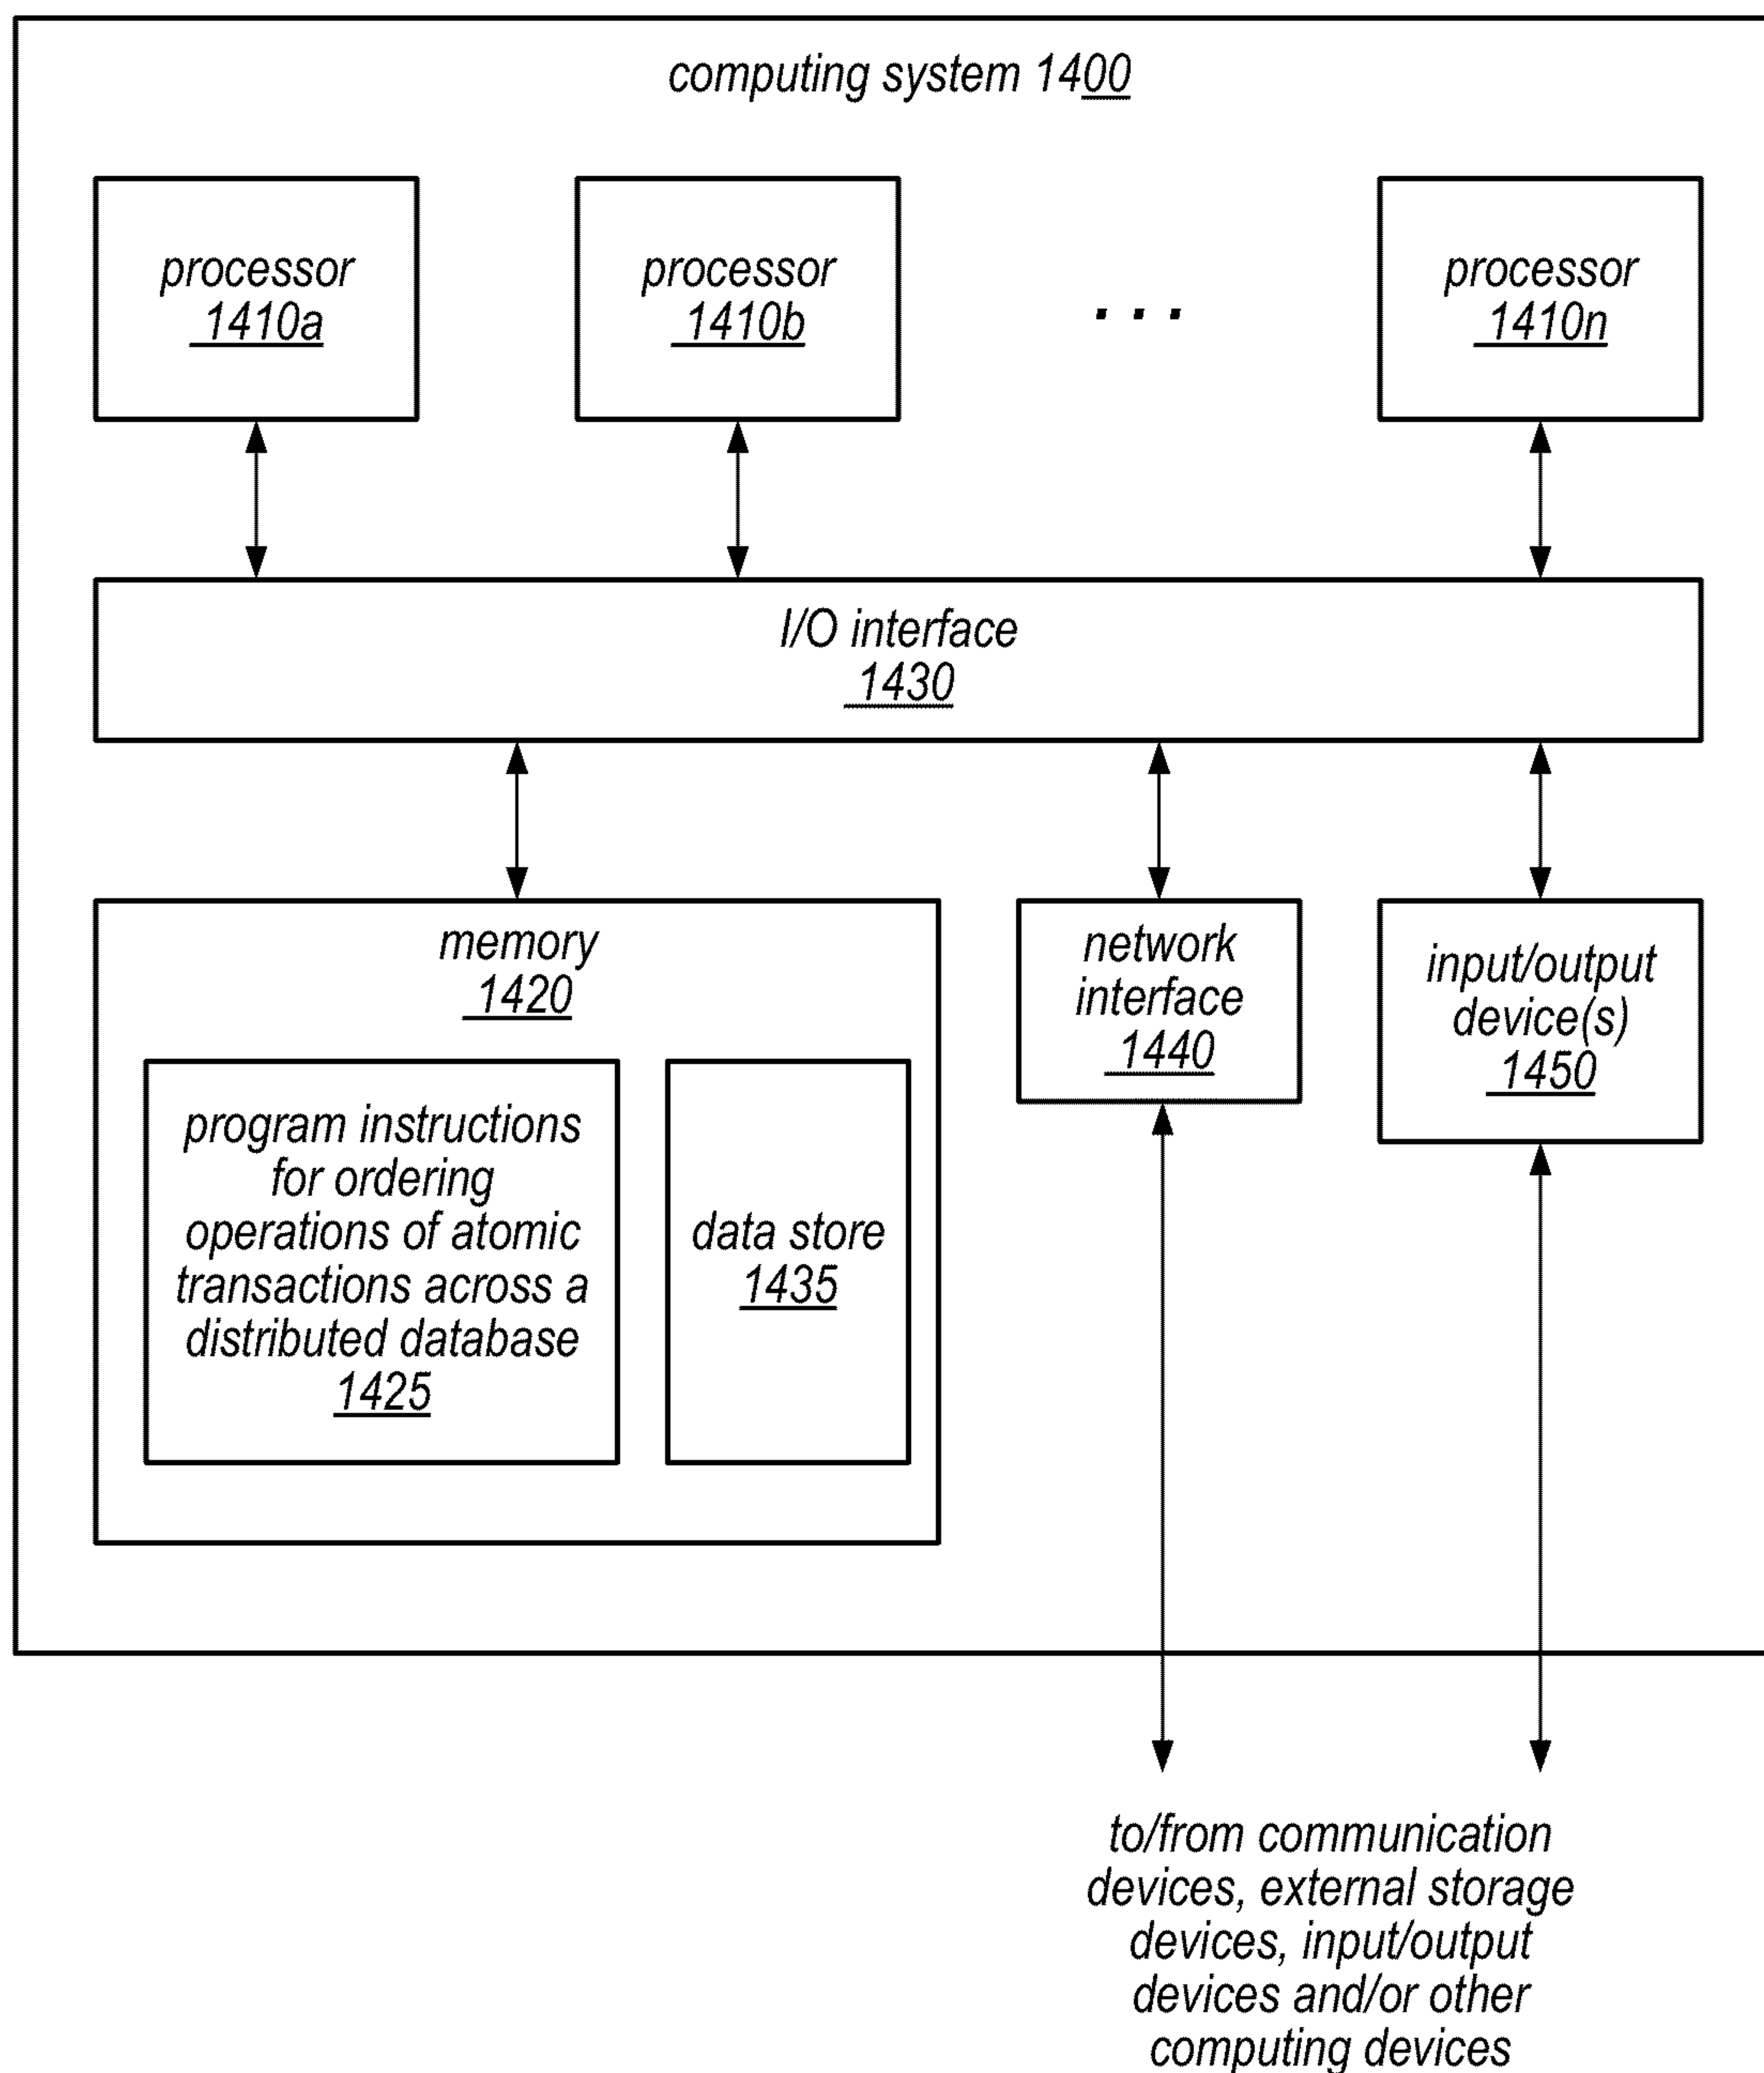 computing system 1400
processor
1410a
processor
1410b
. . .
processor
1410n
I/O interface
1430
memory
1420
program instructions
for ordering
operations of atomic
transactions across a
distributed database
1425
data store
1435
network
interface
1440
input/output
device(s)
1450
to/from communication
devices, external storage
devices, input/output
devices and/or other
computing devices